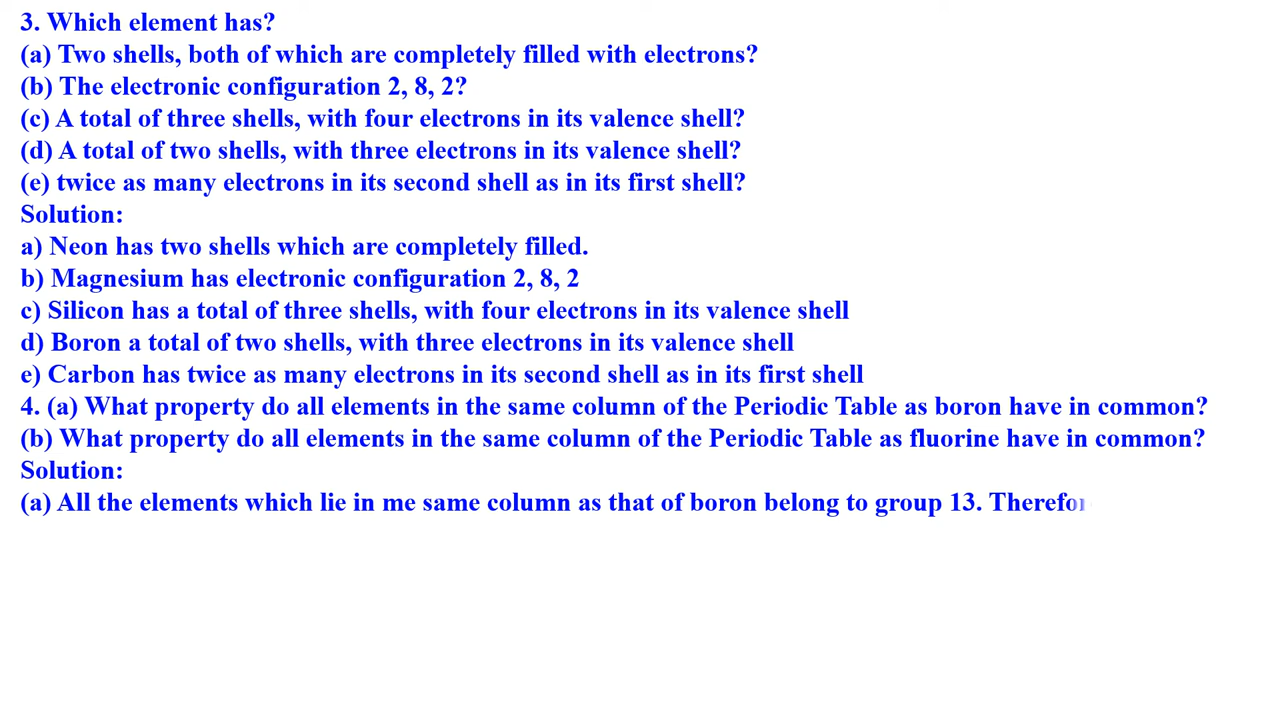 3. Which element has?
(a) Two shells, both of which are completely filled with electrons?
(b) The electronic configuration 2, 8, 2?
(c) A total of three shells, with four electrons in its valence shell?
(d) A total of two shells, with three electrons in its valence shell?
(e) twice as many electrons in its second shell as in its first shell?
Solution:
a) Neon has two shells which are completely filled.
b) Magnesium has electronic configuration 2, 8, 2
c) Silicon has a total of three shells, with four electrons in its valence shell
d) Boron a total of two shells, with three electrons in its valence shell
e) Carbon has twice as many electrons in its second shell as in its first shell
4. (a) What property do all elements in the same column of the Periodic Table as boron have in common?
(b) What property do all elements in the same column of the Periodic Table as fluorine have in common?
Solution:
(a) All the elements which lie in me same column as that of boron belong to group 13.